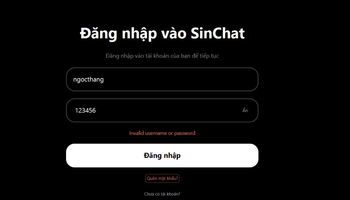 Đăng nhập vào SinChat
Đăng nhập vào tài khoản của bạn để tiếp tục
ngocthang
123456
Ẩn
Invalid username or password
Đăng nhập
Quên mật khẩu?
Chưa có tài khoản?